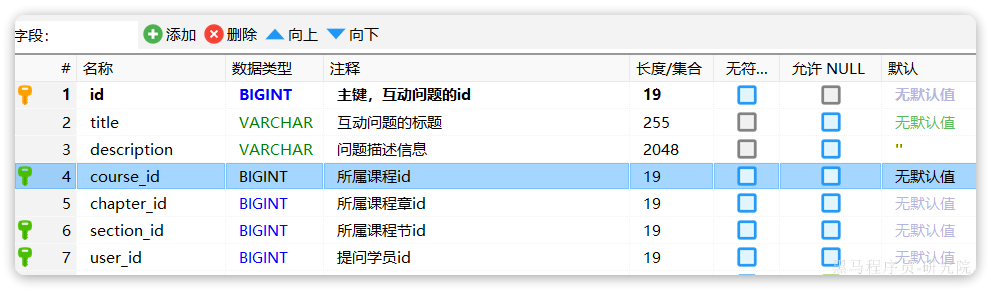 字段: 添加 删除 向上 向下
# 名称 数据类型 注释 长度/集合 无符... 允许 NULL 默认
1 id BIGINT 主键，互动问题的id 19 无默认值
2 title VARCHAR 互动问题的标题 255 无默认值
3 description VARCHAR 问题描述信息 2048 ''
4 course_id BIGINT 所属课程id 19 无默认值
5 chapter_id BIGINT 所属课程章id 19 无默认值
6 section_id BIGINT 所属课程节id 19 无默认值
7 user_id BIGINT 提问学员id 19 无默认值
黑马程序员-研究院